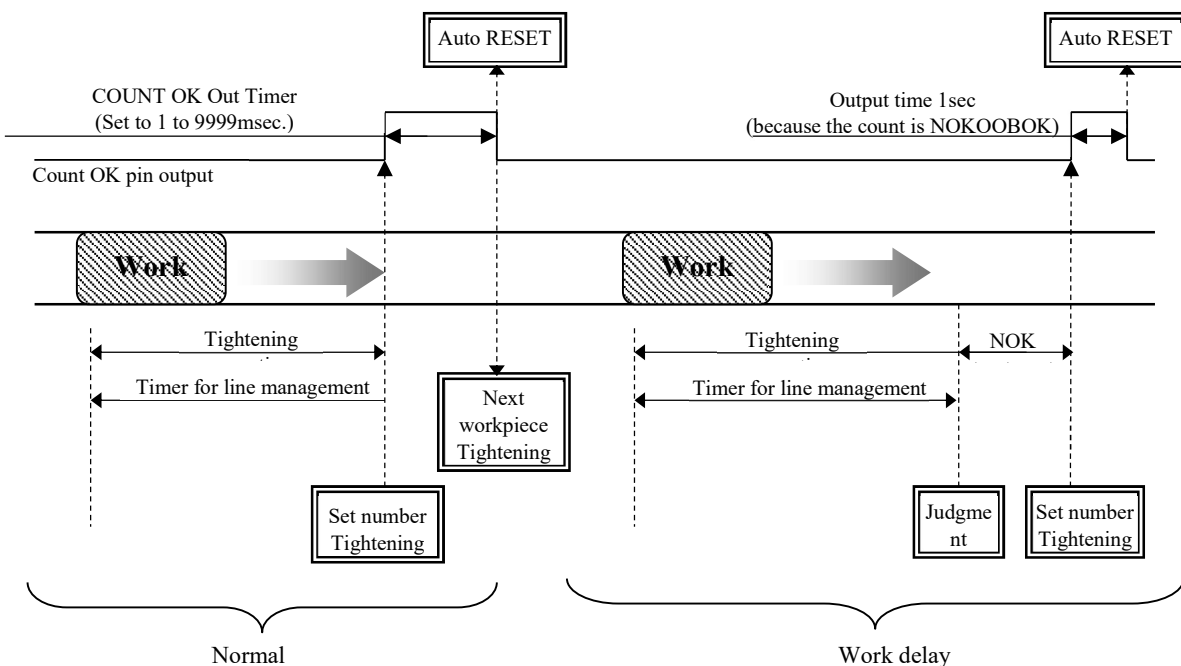 Auto RESET
Auto RESET
COUNT OK Out Timer
(Set to 1 to 9999msec.)
Output time 1sec
(because the count is NOKOOBOK)
Count OK pin output
Work
Work
Tightening
Tightening
NOK
Timer for line management
Timer for line management
Next
workpiece
Tightening
Set number
Tightening
Judgme
nt
Set number
Tightening
Normal
Work delay